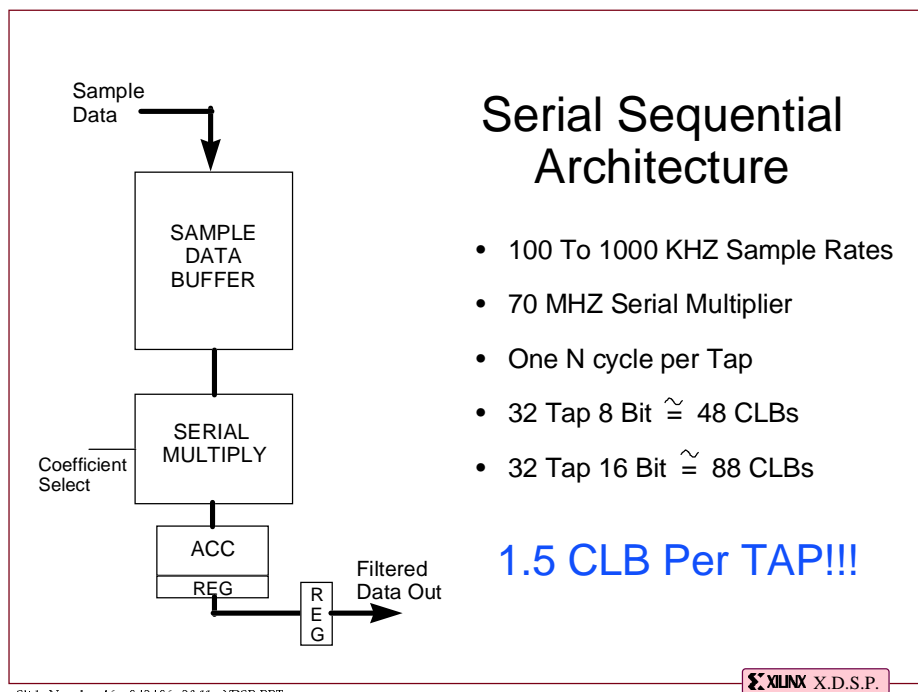 Sample
Data
Serial Sequential
Architecture
SAMPLE
DATA
BUFFER
• 100 To 1000 KHZ Sample Rates
• 70 MHZ Serial Multiplier
• One N cycle per Tap
• 32 Tap 8 Bit ≅ 48 CLBs
• 32 Tap 16 Bit ≅ 88 CLBs
SERIAL
MULTIPLY
Coefficient
Select
ACC
REG
1.5 CLB Per TAP!!!
Filtered
Data Out
R
E
G
XILINX X.D.S.P.